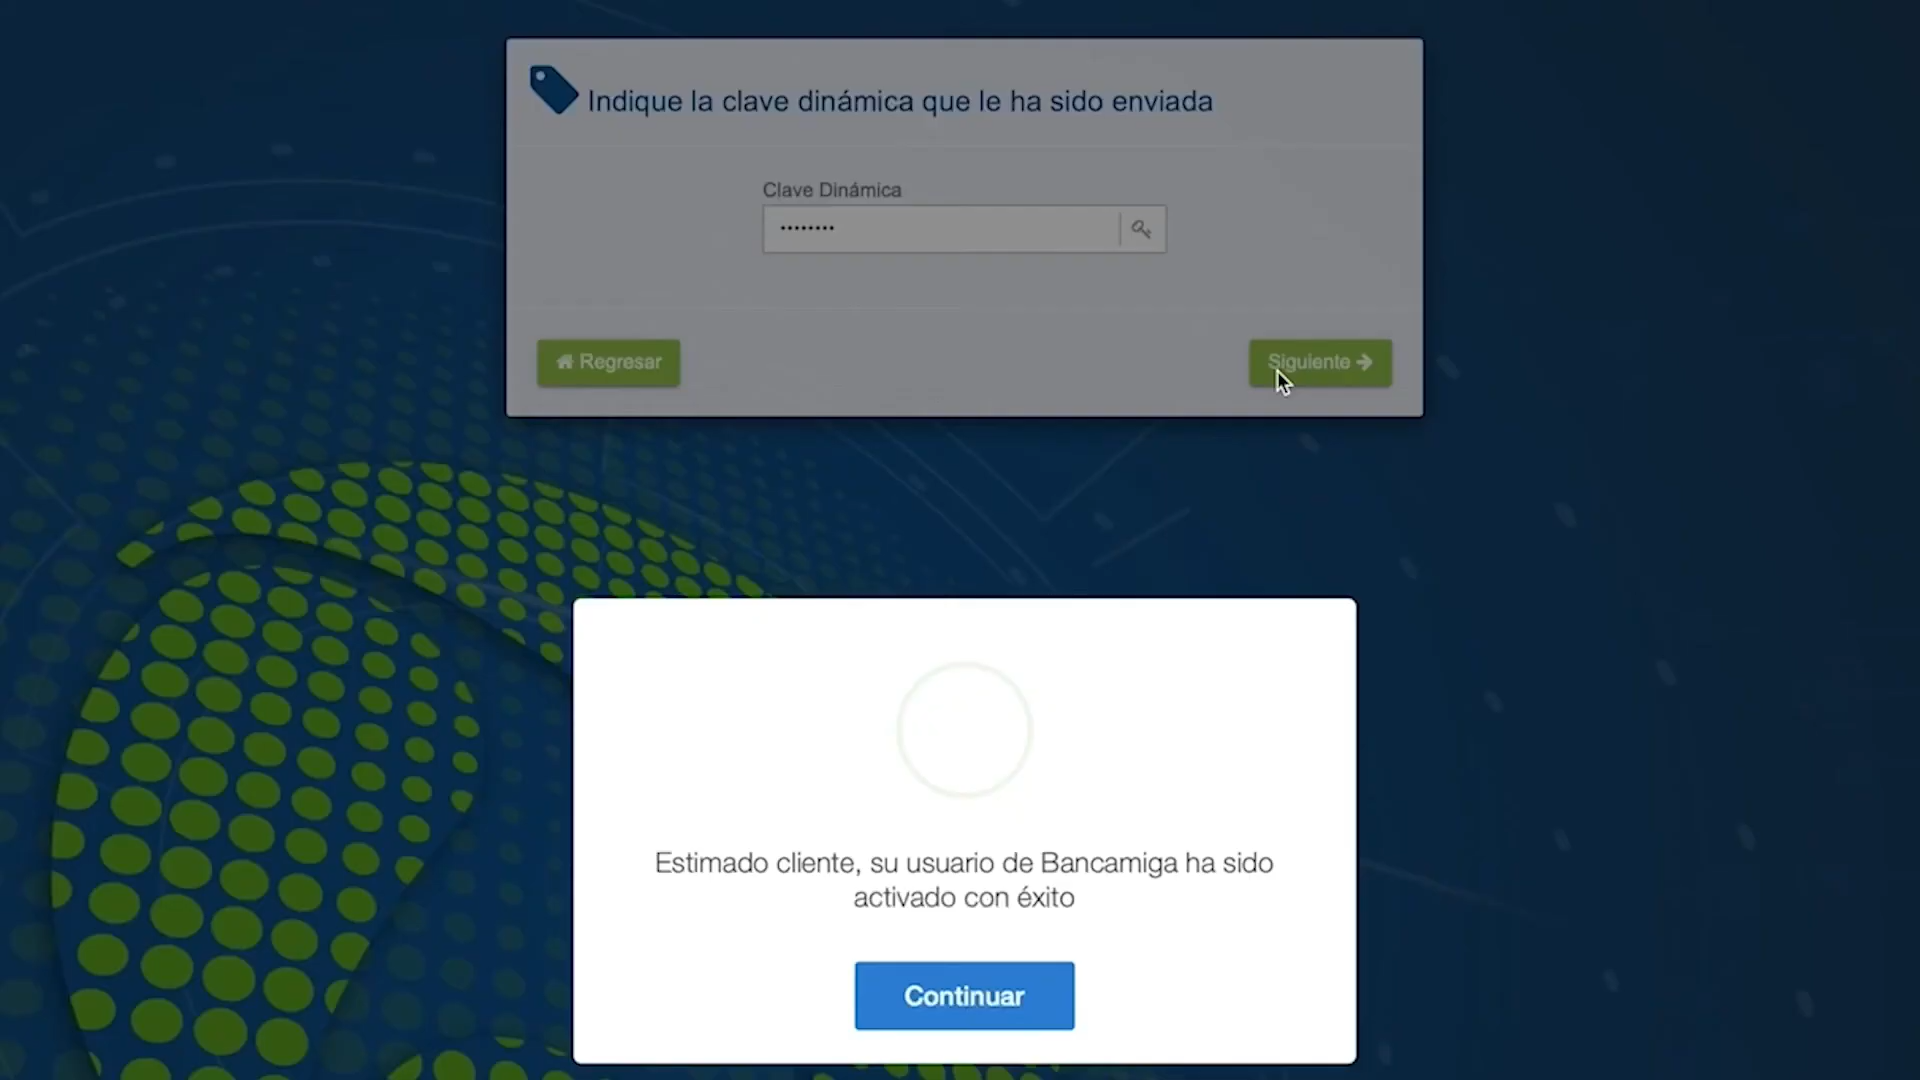 Indique la clave dinámica que le ha sido enviada
Clave Dinámica
••••••••
Regresar
Siguiente
Estimado cliente, su usuario de Bancamiga ha sido
activado con éxito
Continuar